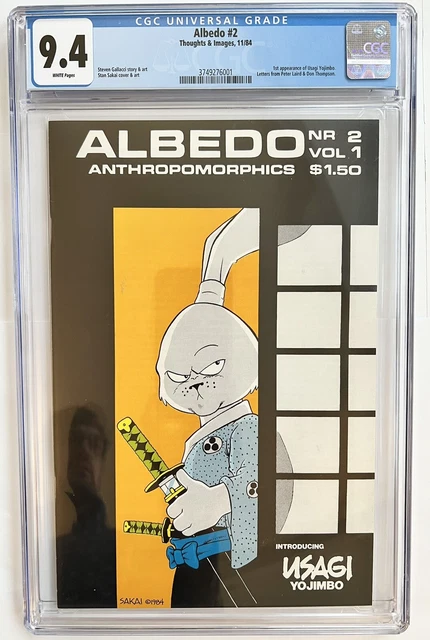 CGC UNIVERSAL GRADE
9.4
WHITE Pages
Albedo #2
Thoughts & Images, 11/84
Steven Gallacci story & art
Stan Sakai cover & art
3749276001
1st appearance of Usagi Yojimbo.
Letters from Peter Laird & Don Thompson.
CGC
ALBEDO NR 2
VOL 1
ANTHROPOMORPHICS $1.50
INTRODUCING
USAGI
YOJIMBO
SAKAI ©1984